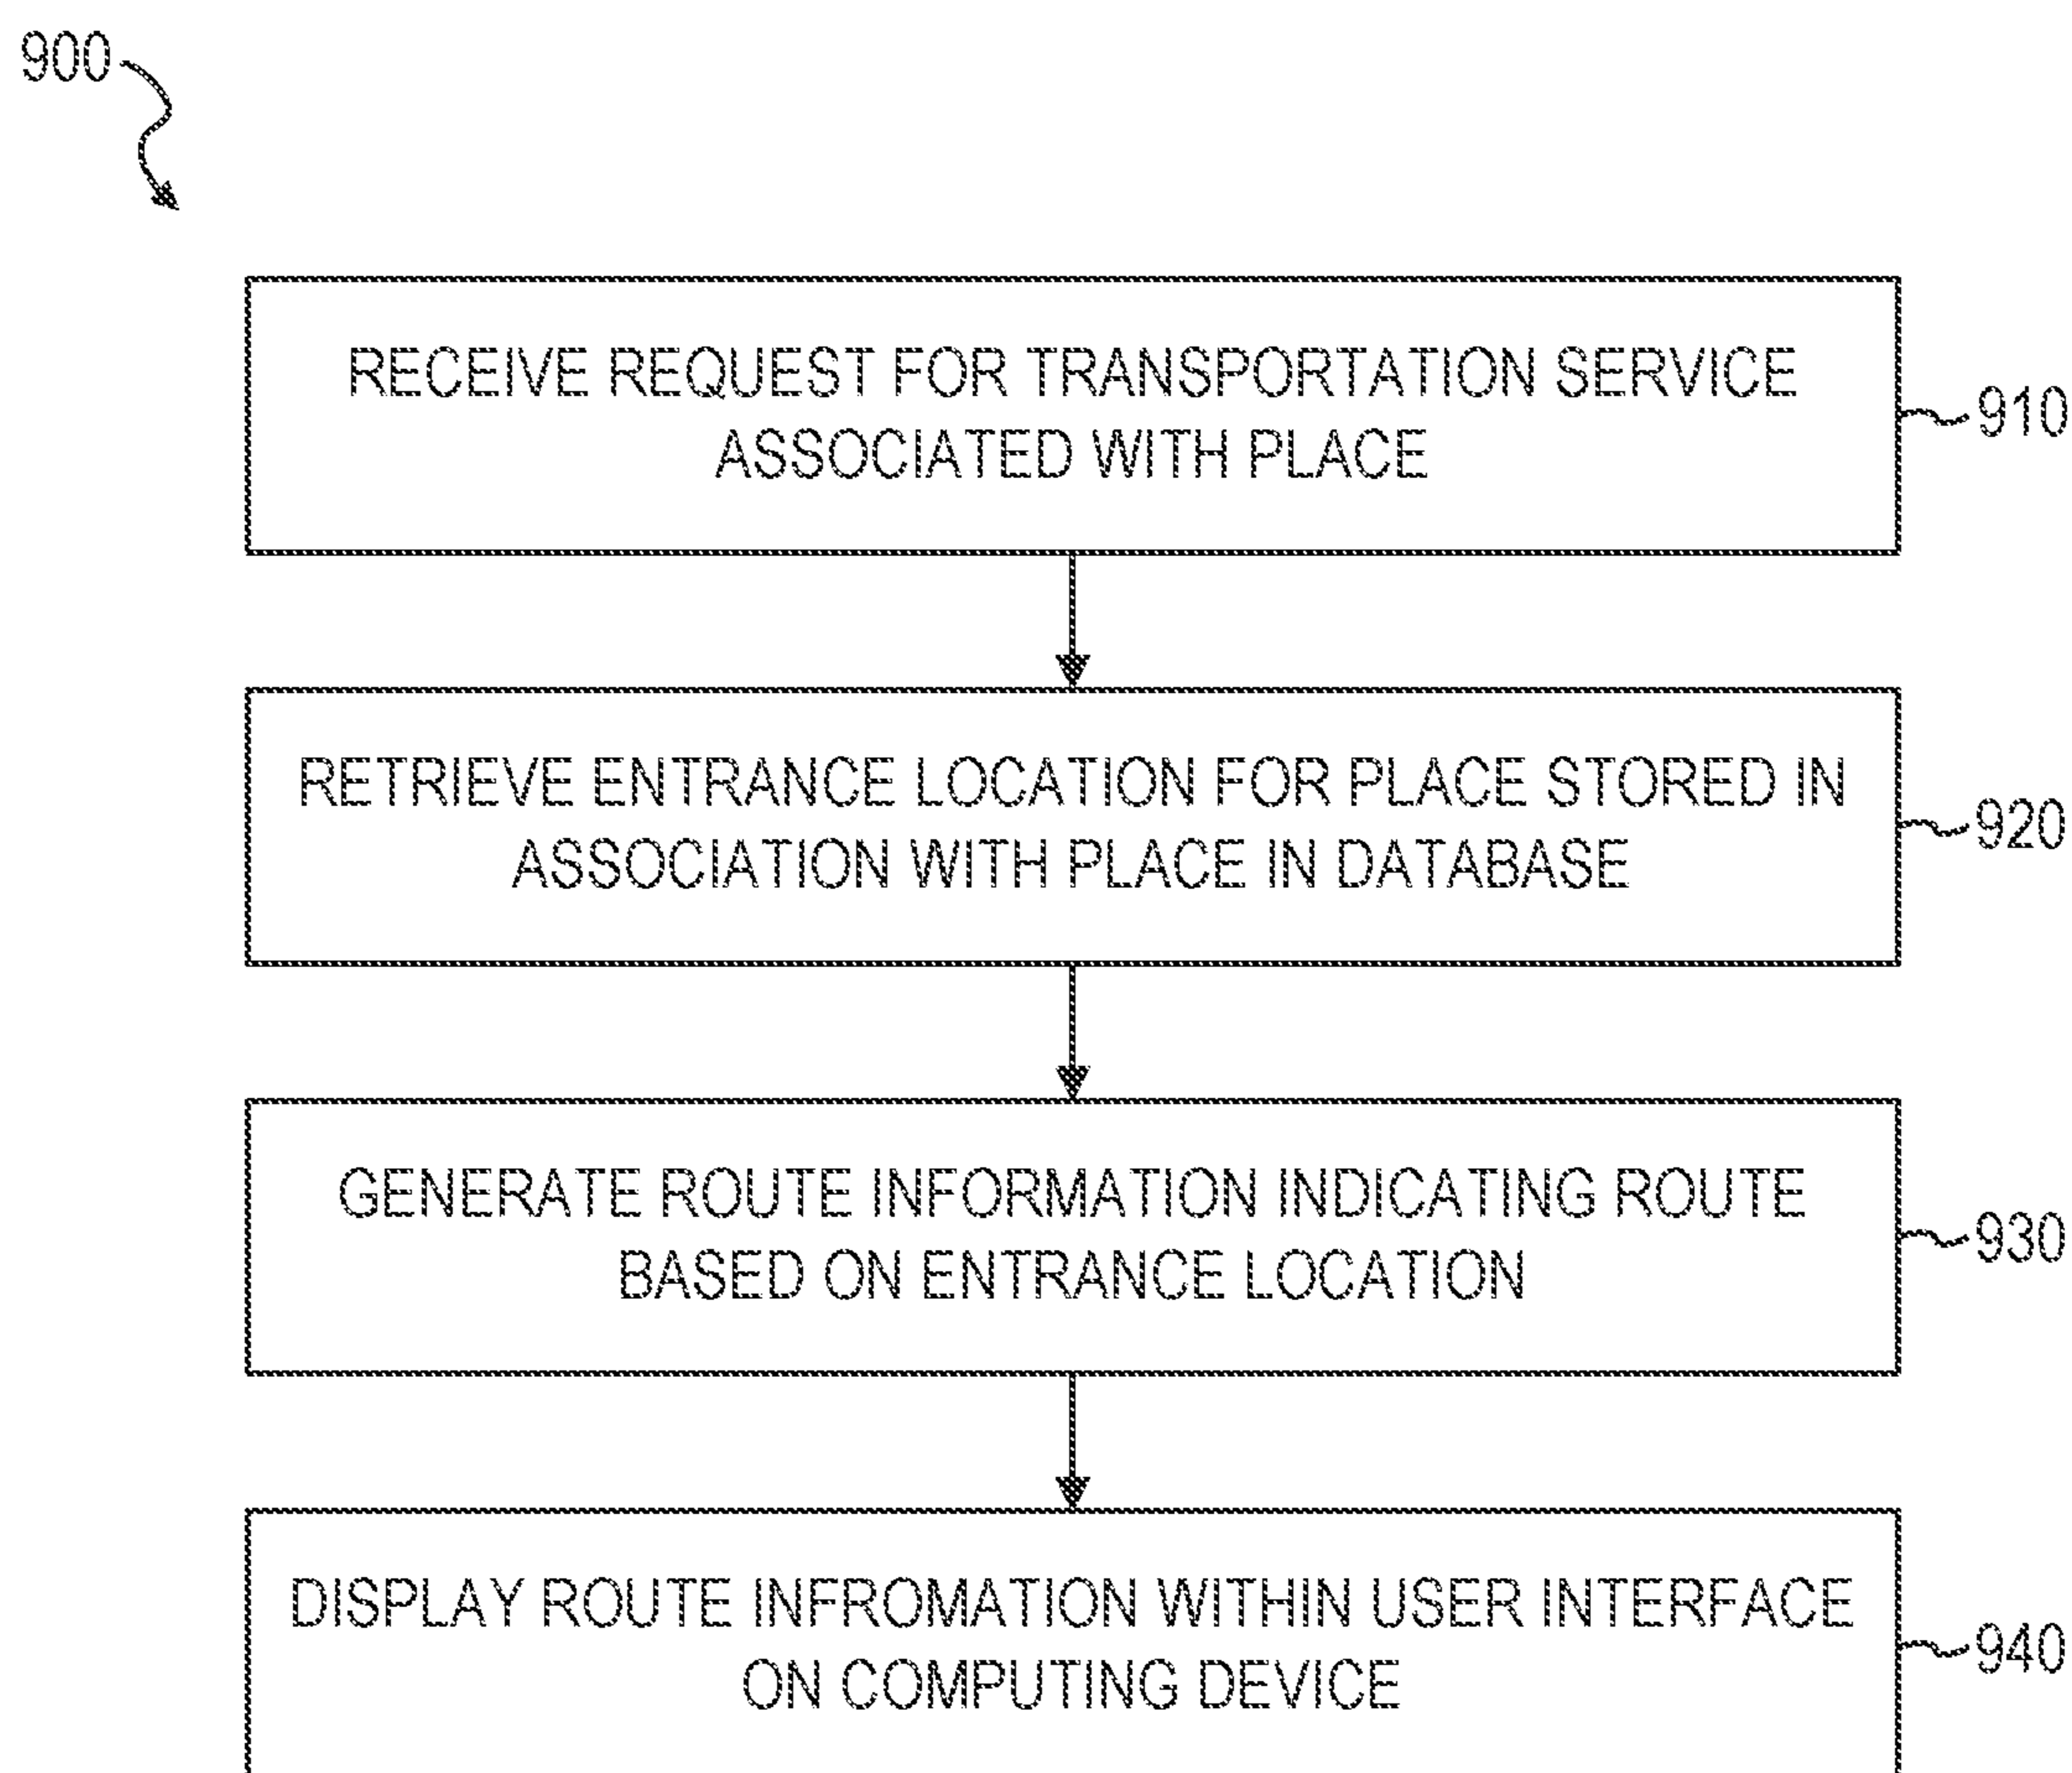 900
RECEIVE REQUEST FOR TRANSPORTATION SERVICE
ASSOCIATED WITH PLACE
910
RETRIEVE ENTRANCE LOCATION FOR PLACE STORED IN
ASSOCIATION WITH PLACE IN DATABASE
920
GENERATE ROUTE INFORMATION INDICATING ROUTE
BASED ON ENTRANCE LOCATION
930
DISPLAY ROUTE INFROMATION WITHIN USER INTERFACE
ON COMPUTING DEVICE
940